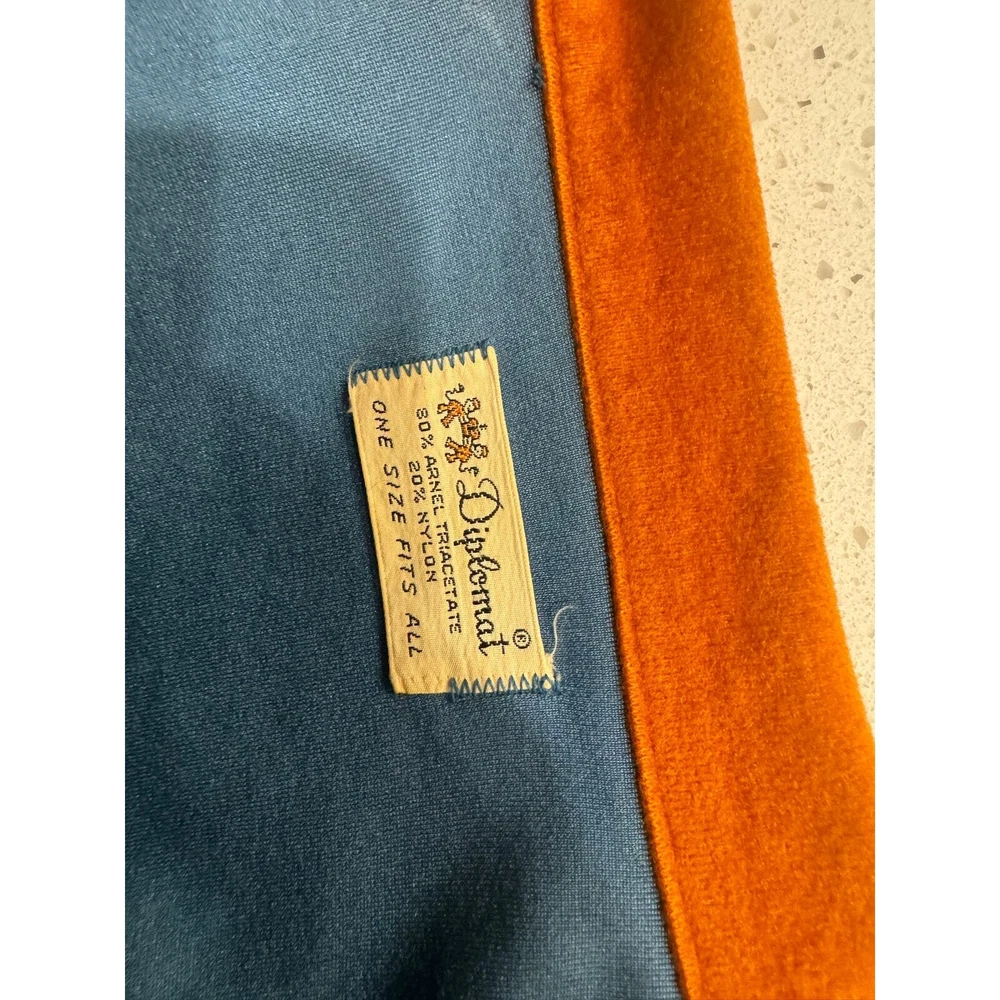 Diplomat ®
80% ARNEL TRIACETATE
20% NYLON
ONE SIZE FITS ALL